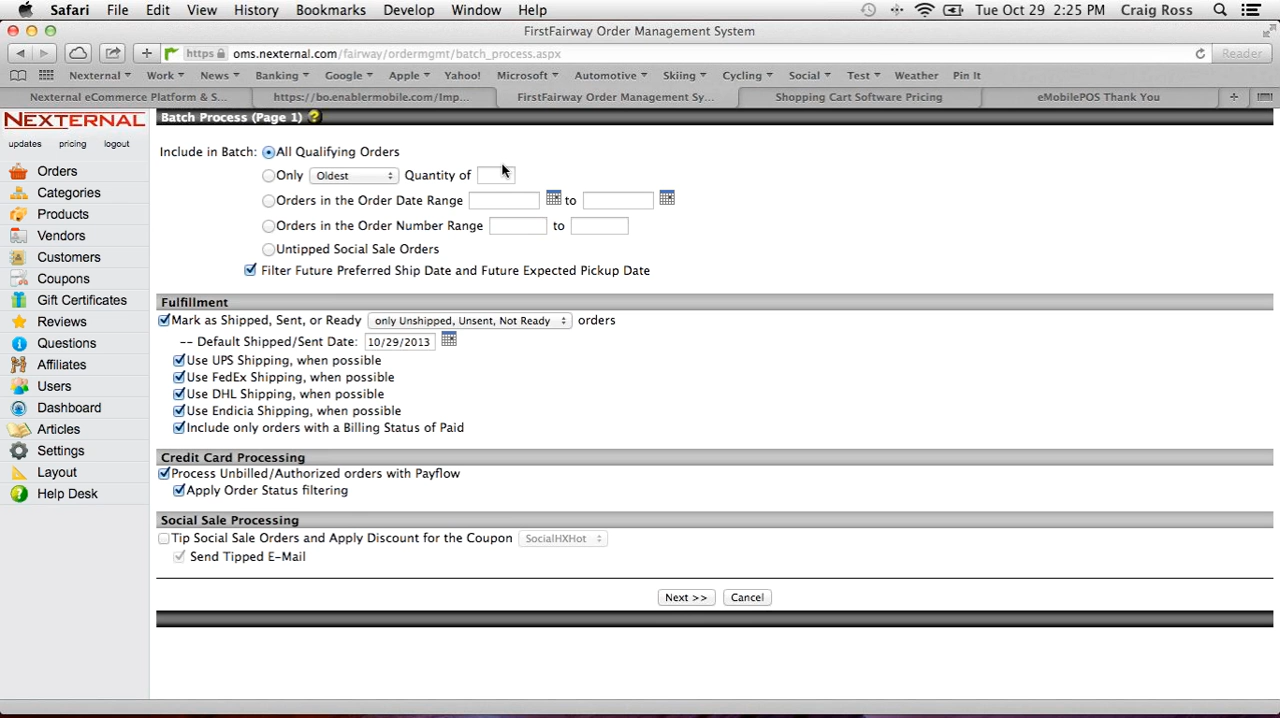 Safari File Edit View History Bookmarks Develop Window Help Tue Oct 29 2:25 PM Craig Ross
FirstFairway Order Management System
https oms.nexternal.com/fairway/ordermgmt/batch_process.aspx Reader
Nexternal Work News Banking Google Apple Yahoo! Microsoft Automotive Skiing Cycling Social Test Weather Pin It
Nexternal eCommerce Platform & S... https://bo.enablermobile.com/Imp... FirstFairway Order Management Sy... Shopping Cart Software Pricing eMobilePOS Thank You
NEXTERNAL
updates pricing logout
Orders
Categories
Products
Vendors
Customers
Coupons
Gift Certificates
Reviews
Questions
Affiliates
Users
Dashboard
Articles
Settings
Layout
Help Desk
Batch Process (Page 1) ?
Include in Batch: All Qualifying Orders
Only Oldest Quantity of
Orders in the Order Date Range to
Orders in the Order Number Range to
Untipped Social Sale Orders
Filter Future Preferred Ship Date and Future Expected Pickup Date
Fulfillment
Mark as Shipped, Sent, or Ready only Unshipped, Unsent, Not Ready orders
-- Default Shipped/Sent Date: 10/29/2013
Use UPS Shipping, when possible
Use FedEx Shipping, when possible
Use DHL Shipping, when possible
Use Endicia Shipping, when possible
Include only orders with a Billing Status of Paid
Credit Card Processing
Process Unbilled/Authorized orders with Payflow
Apply Order Status filtering
Social Sale Processing
Tip Social Sale Orders and Apply Discount for the Coupon SocialHXHot
Send Tipped E-Mail
Next >> Cancel